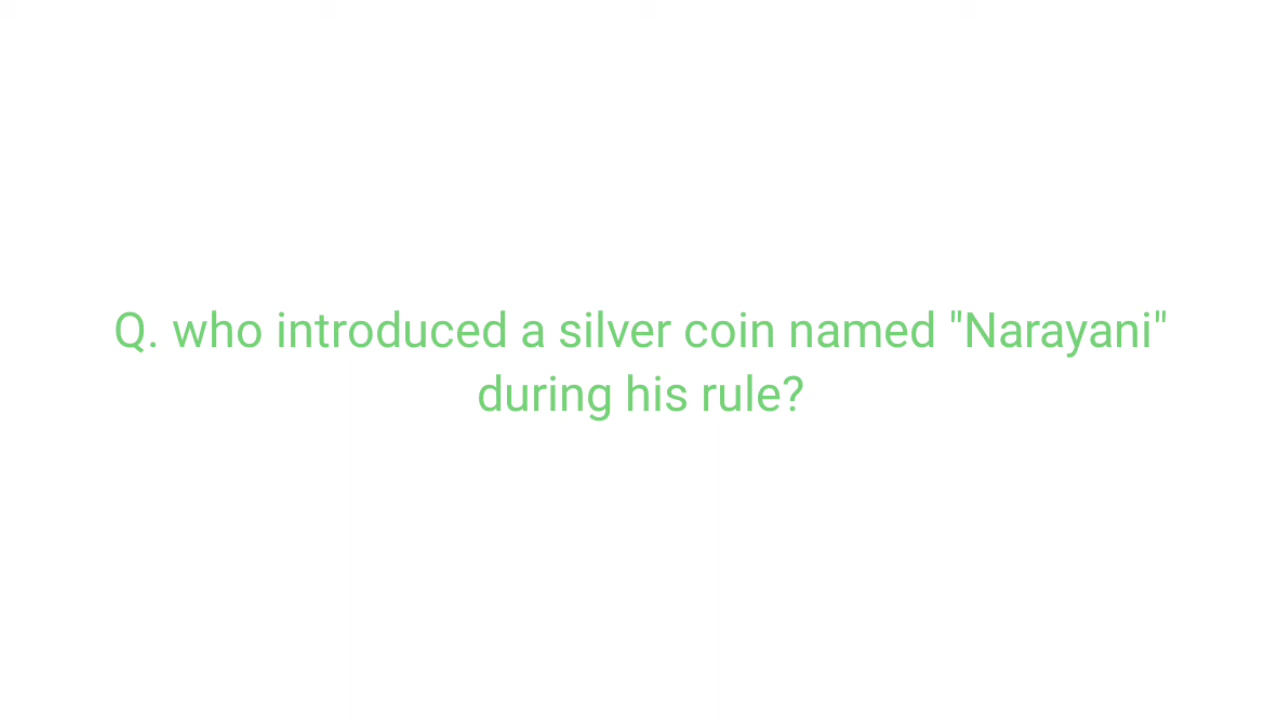 Q. who introduced a silver coin named "Narayani"
during his rule?